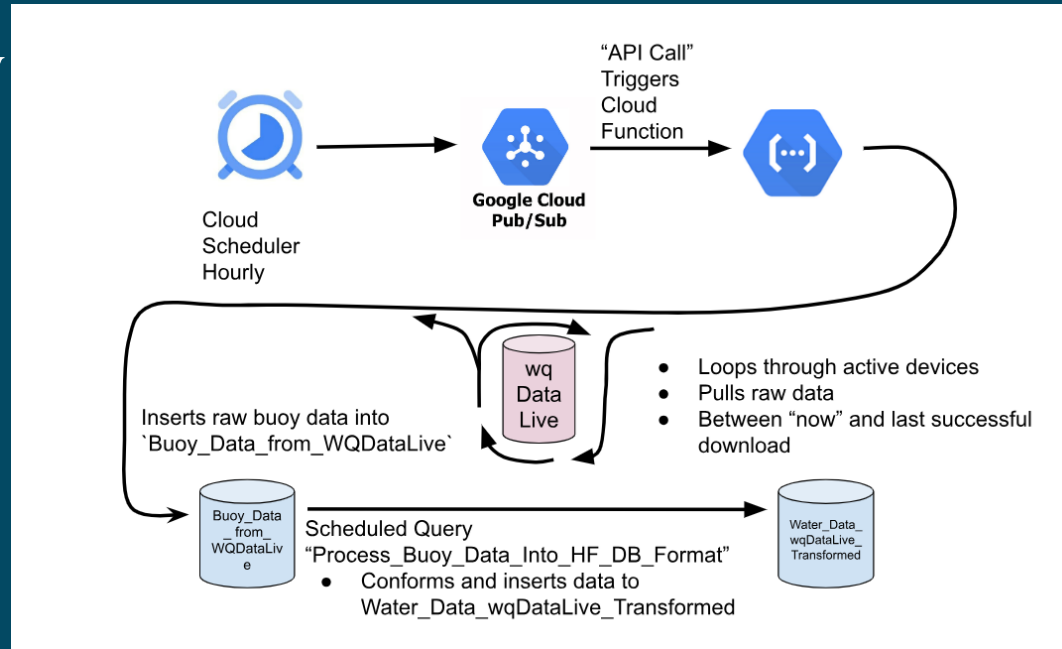 “API Call”
Triggers
Cloud
Function
Google Cloud
Pub/Sub
Cloud
Scheduler
Hourly
wq
Data
Live
● Loops through active devices
● Pulls raw data
● Between “now” and last successful
download
Inserts raw buoy data into
`Buoy_Data_from_WQDataLive`
Buoy_Data
_ from_
WQDataLiv
e
Scheduled Query
“Process_Buoy_Data_Into_HF_DB_Format”
● Conforms and inserts data to
Water_Data_wqDataLive_Transformed
Water_Data_
wqDataLive_
Transformed